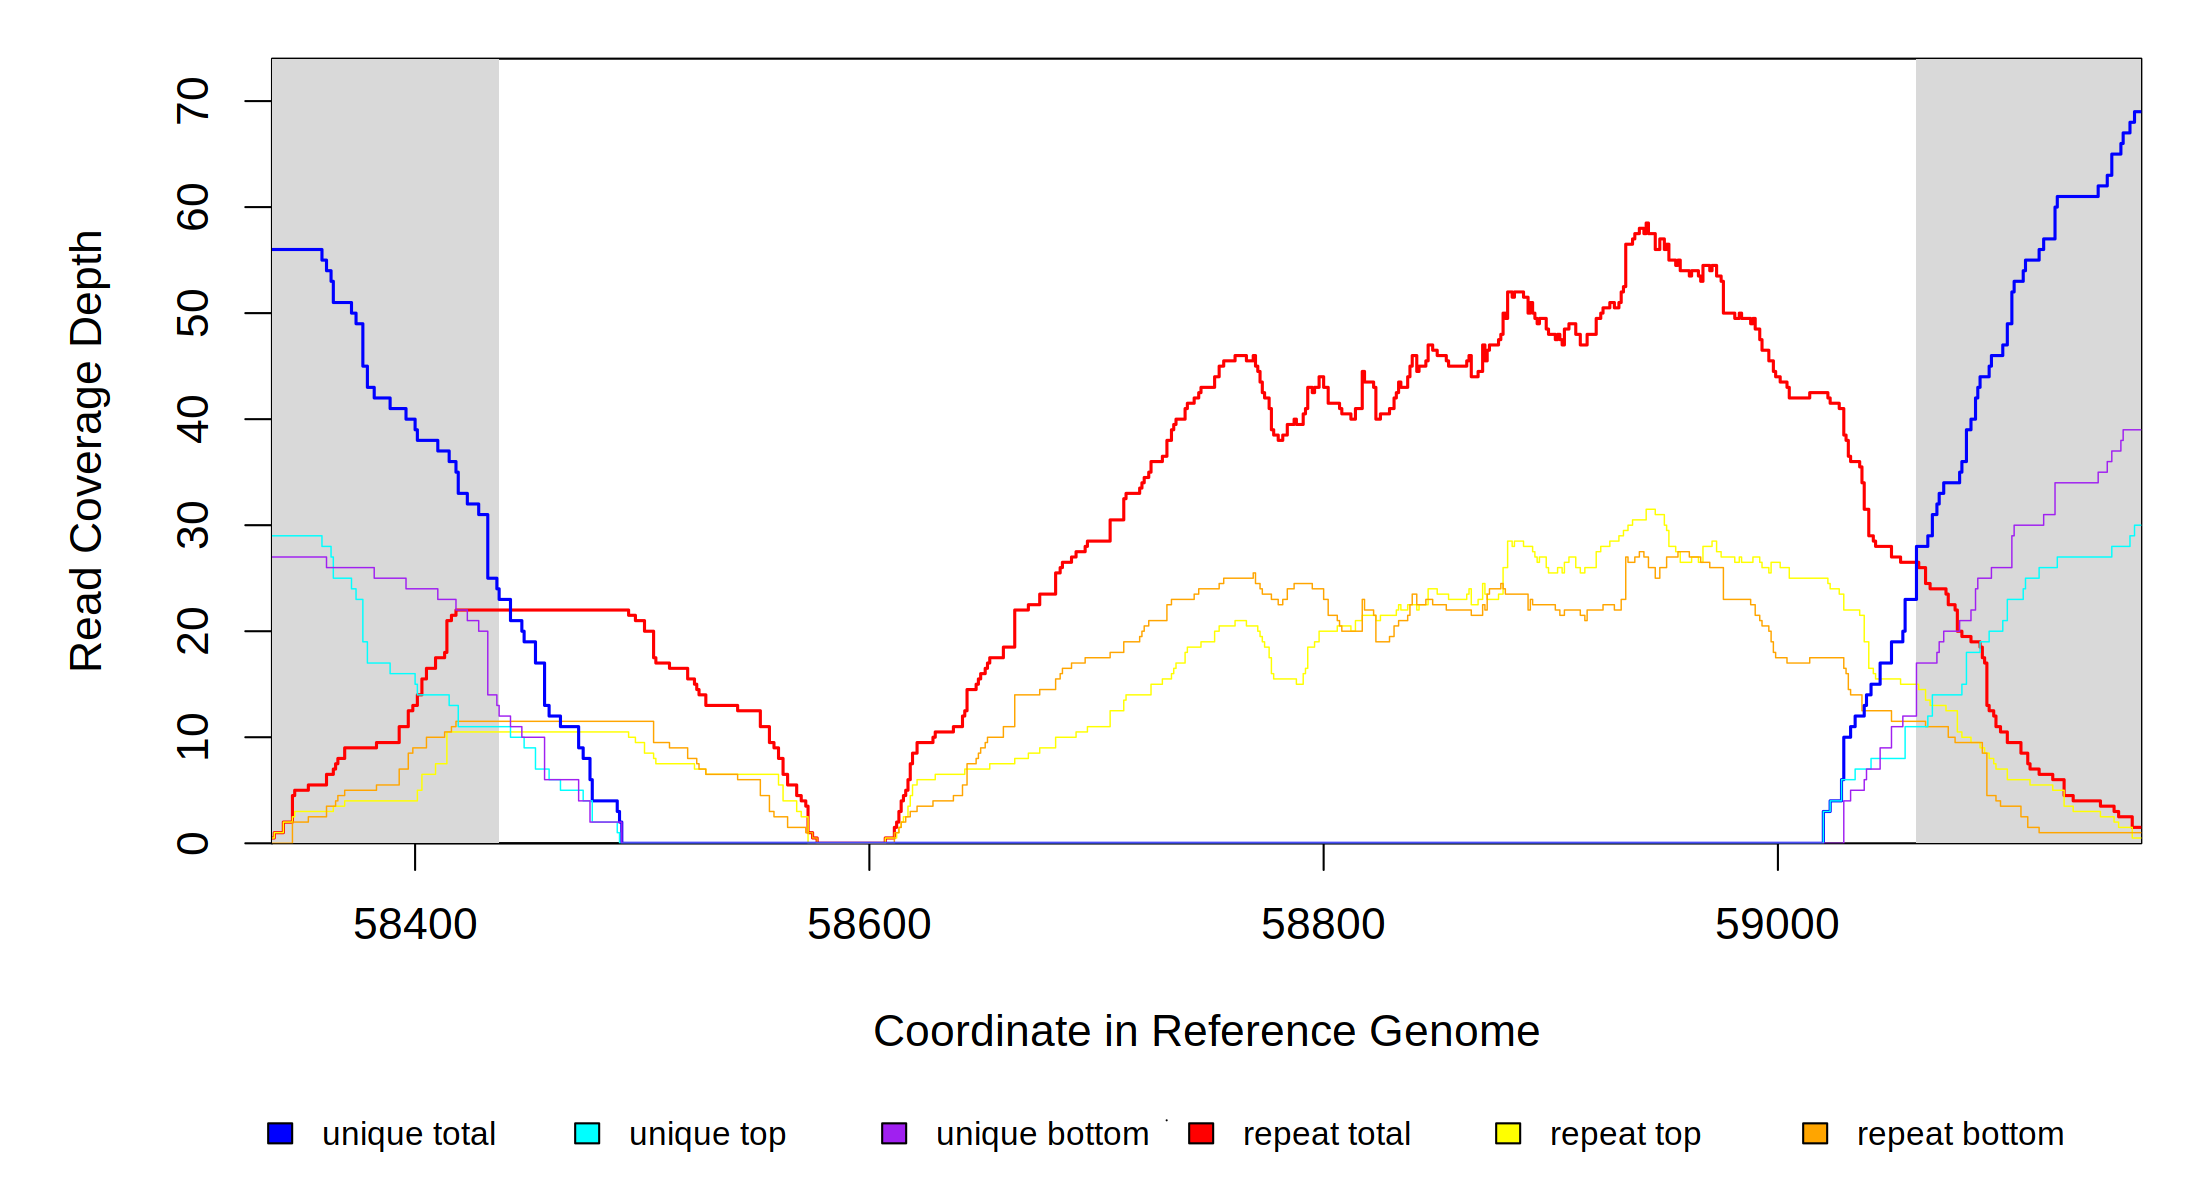 70
60
50
40
30
20
10
0
Read Coverage Depth
58400 58600 58800 59000
Coordinate in Reference Genome
unique total unique top unique bottom repeat total repeat top repeat bottom